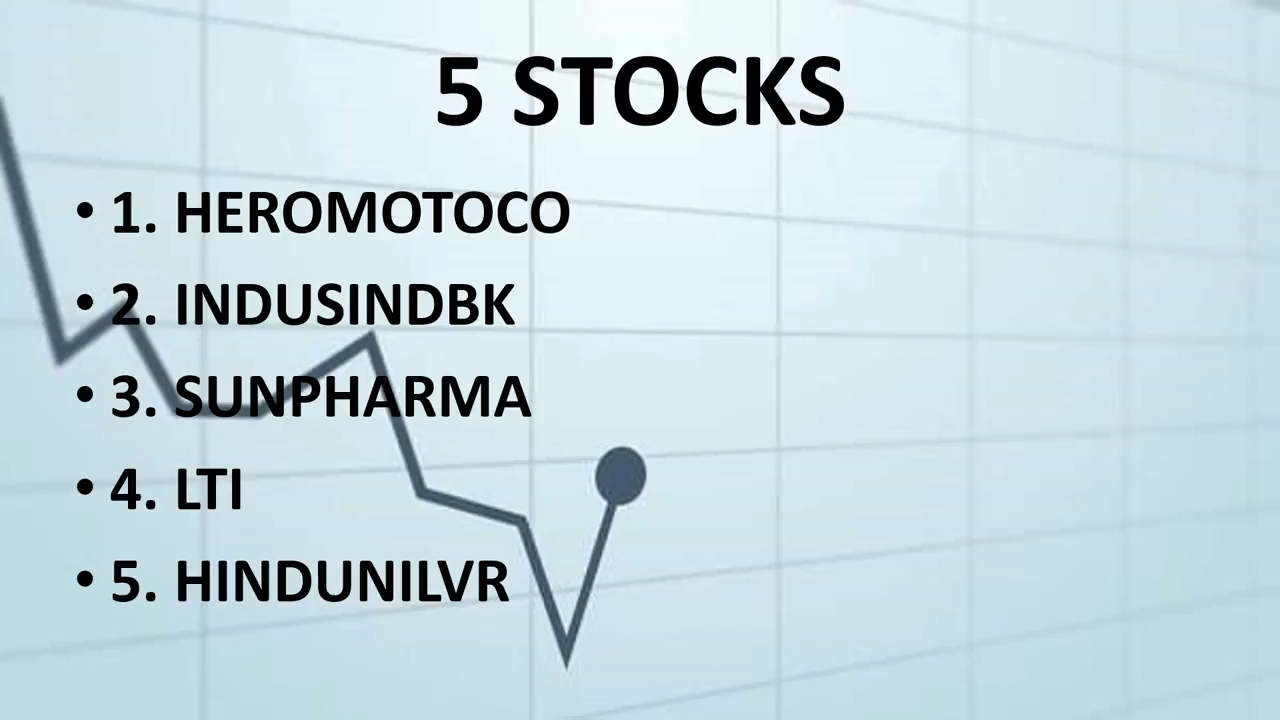 5 STOCKS
• 1. HEROMOTOCO
• 2. INDUSINDBK
• 3. SUNPHARMA
• 4. LTI
• 5. HINDUNILVR